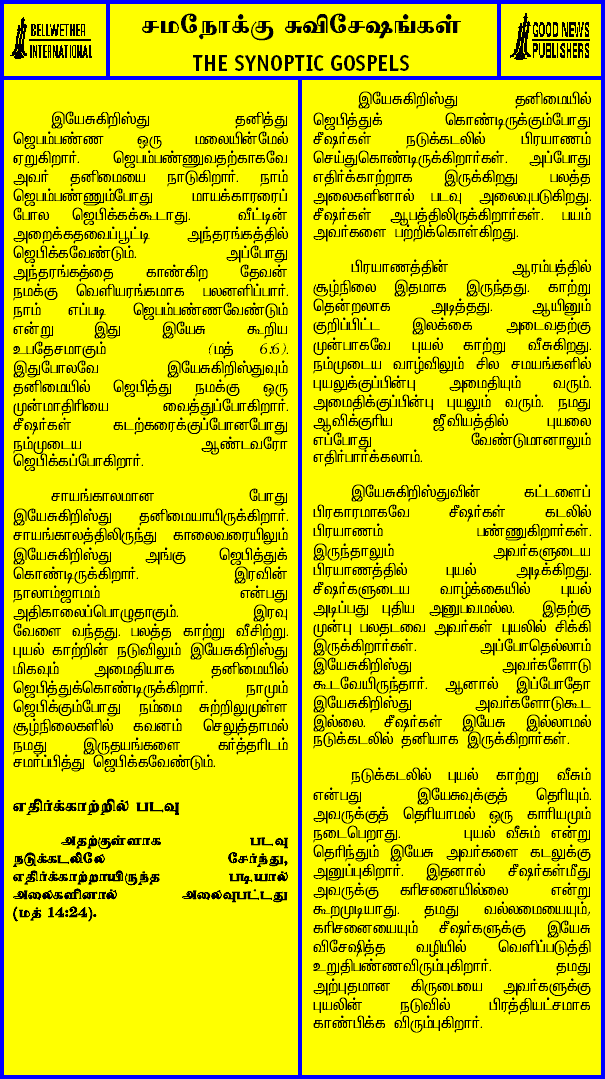 BELLWETHER
INTERNATIONAL
சமநோக்கு சுவிசேஷங்கள்
THE SYNOPTIC GOSPELS
GOOD NEWS
PUBLISHERS
இயேசுகிறிஸ்து தனித்து
ஜெபம்பண்ண ஒரு மலையின்மேல்
ஏறுகிறார். ஜெபம்பண்ணுவதற்காகவே
அவர் தனிமையை நாடுகிறார். நாம்
ஜெபம்பண்ணும்போது மாயக்காரரைப்
போல ஜெபிக்கக்கூடாது. வீட்டின்
அறைக்கதவைப்பூட்டி அந்தரங்கத்தில்
ஜெபிக்கவேண்டும். அப்போது
அந்தரங்கத்தை காண்கிற தேவன்
நமக்கு வெளியரங்கமாக பலனளிப்பார்.
நாம் எப்படி ஜெபம்பண்ணவேண்டும்
என்று இது இயேசு கூறிய
உபதேசமாகும் (மத் 6:6).
இதுபோலவே இயேசுகிறிஸ்துவும்
தனிமையில் ஜெபித்து நமக்கு ஒரு
முன்மாதிரியை வைத்துப்போகிறார்.
சீஷர்கள் கடற்கரைக்குப்போனபோது
நம்முடைய ஆண்டவரோ
ஜெபிக்கப்போகிறார்.
சாயங்காலமான போது
இயேசுகிறிஸ்து தனிமையாயிருக்கிறார்.
சாயங்காலத்திலிருந்து காலைவரையிலும்
இயேசுகிறிஸ்து அங்கு ஜெபித்துக்
கொண்டிருக்கிறார். இரவின்
நாலாம்ஜாமம் என்பது
அதிகாலைப்பொழுதாகும். இரவு
வேளை வந்தது. பலத்த காற்று வீசிற்று.
புயல் காற்றின் நடுவிலும் இயேசுகிறிஸ்து
மிகவும் அமைதியாக தனிமையில்
ஜெபித்துக்கொண்டிருக்கிறார். நாமும்
ஜெபிக்கும்போது நம்மை சுற்றிலுமுள்ள
சூழ்நிலைகளில் கவனம் செலுத்தாமல்
நமது இருதயங்களை கர்த்தரிடம்
சமர்ப்பித்து ஜெபிக்கவேண்டும்.
எதிர்க்காற்றில் படவு
அதற்குள்ளாக படவு
நடுக்கடலிலே சேர்ந்து,
எதிர்க்காற்றாயிருந்த படியால்
அலைகளினால் அலைவுபட்டது
(மத் 14:24).
இயேசுகிறிஸ்து தனிமையில்
ஜெபித்துக் கொண்டிருக்கும்போது
சீஷர்கள் நடுக்கடலில் பிரயாணம்
செய்துகொண்டிருக்கிறார்கள். அப்போது
எதிர்க்காற்றாக இருக்கிறது பலத்த
அலைகளினால் படவு அலைவுபடுகிறது.
சீஷர்கள் ஆபத்திலிருக்கிறார்கள். பயம்
அவர்களை பற்றிக்கொள்கிறது.
பிரயாணத்தின் ஆரம்பத்தில்
சூழ்நிலை இதமாக இருந்தது. காற்று
தென்றலாக அடித்தது. ஆயினும்
குறிப்பிட்ட இலக்கை அடைவதற்கு
முன்பாகவே புயல் காற்று வீசுகிறது.
நம்முடைய வாழ்விலும் சில சமயங்களில்
புயலுக்குப்பின்பு அமைதியும் வரும்.
அமைதிக்குப்பின்பு புயலும் வரும். நமது
ஆவிக்குரிய ஜீவியத்தில் புயலை
எப்போது வேண்டுமானாலும்
எதிர்பார்க்கலாம்.
இயேசுகிறிஸ்துவின் கட்டளைப்
பிரகாரமாகவே சீஷர்கள் கடலில்
பிரயாணம் பண்ணுகிறார்கள்.
இருந்தாலும் அவர்களுடைய
பிரயாணத்தில் புயல் அடிக்கிறது.
சீஷர்களுடைய வாழ்க்கையில் புயல்
அடிப்பது புதிய அனுபவமல்ல. இதற்கு
முன்பு பலதடவை அவர்கள் புயலில் சிக்கி
இருக்கிறார்கள். அப்போதெல்லாம்
இயேசுகிறிஸ்து அவர்களோடு
கூடவேயிருந்தார். ஆனால் இப்போதோ
இயேசுகிறிஸ்து அவர்களோடுகூட
இல்லை. சீஷர்கள் இயேசு இல்லாமல்
நடுக்கடலில் தனியாக இருக்கிறார்கள்.
நடுக்கடலில் புயல் காற்று வீசும்
என்பது இயேசுவுக்குத் தெரியும்.
அவருக்குத் தெரியாமல் ஒரு காரியமும்
நடைபெறாது. புயல் வீசும் என்று
தெரிந்தும் இயேசு அவர்களை கடலுக்கு
அனுப்புகிறார். இதனால் சீஷர்கள்மீது
அவருக்கு கரிசனையில்லை என்று
கூறமுடியாது. தமது வல்லமையையும்,
கரிசனையையும் சீஷர்களுக்கு இயேசு
விசேஷித்த வழியில் வெளிப்படுத்தி
உறுதிபண்ணவிரும்புகிறார். தமது
அற்புதமான கிருபையை அவர்களுக்கு
புயலின் நடுவில் பிரத்தியட்சமாக
காண்பிக்க விரும்புகிறார்.